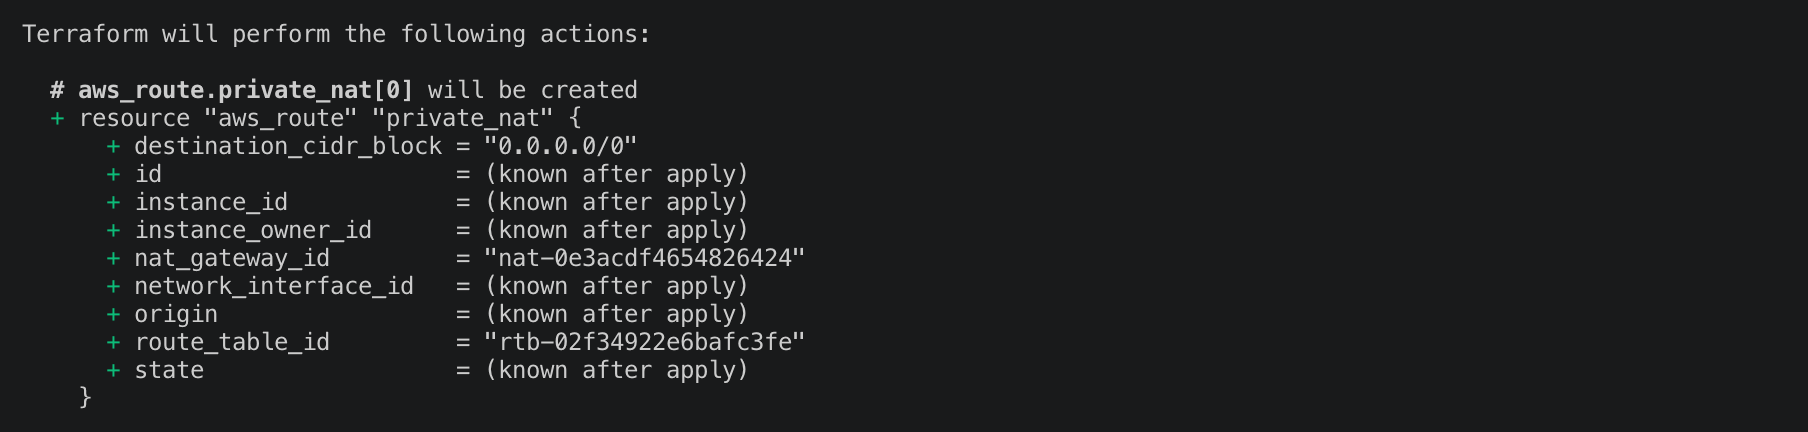 Terraform will perform the following actions:

  # aws_route.private_nat[0] will be created
  + resource "aws_route" "private_nat" {
      + destination_cidr_block = "0.0.0.0/0"
      + id                     = (known after apply)
      + instance_id            = (known after apply)
      + instance_owner_id      = (known after apply)
      + nat_gateway_id         = "nat-0e3acdf4654826424"
      + network_interface_id   = (known after apply)
      + origin                 = (known after apply)
      + route_table_id         = "rtb-02f34922e6bafc3fe"
      + state                  = (known after apply)
    }